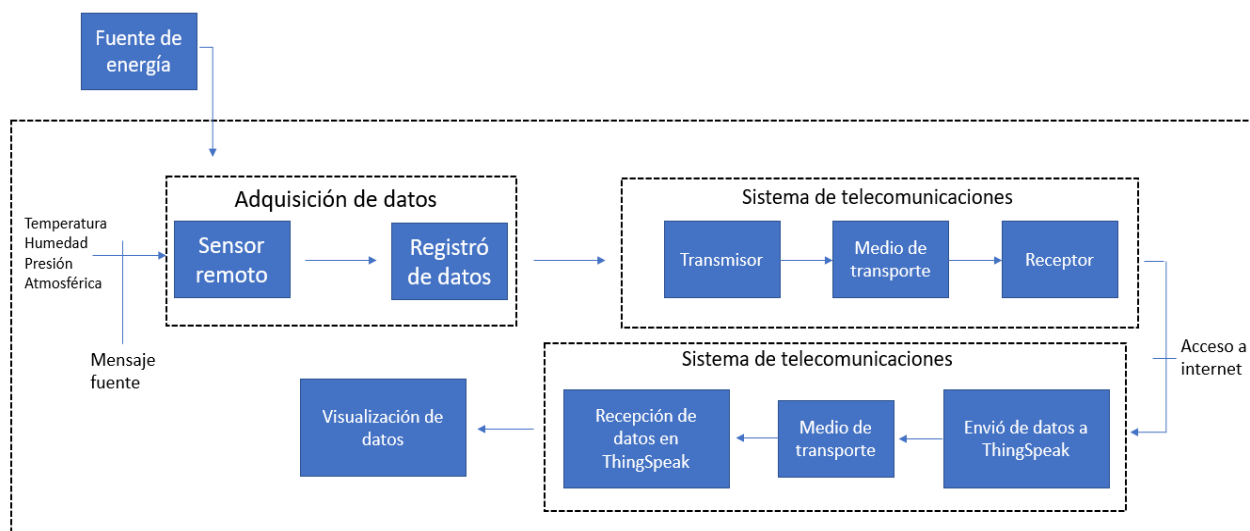 Fuente de
energía
Adquisición de datos
Sistema de telecomunicaciones
Temperatura
Humedad
Presión
Atmosférica
Sensor
remoto
Registró
de datos
Transmisor
Medio de
transporte
Receptor
Mensaje
fuente
Acceso a
internet
Sistema de telecomunicaciones
Visualización de
datos
Recepción de
datos en
ThingSpeak
Medio de
transporte
Envió de datos a
ThingSpeak